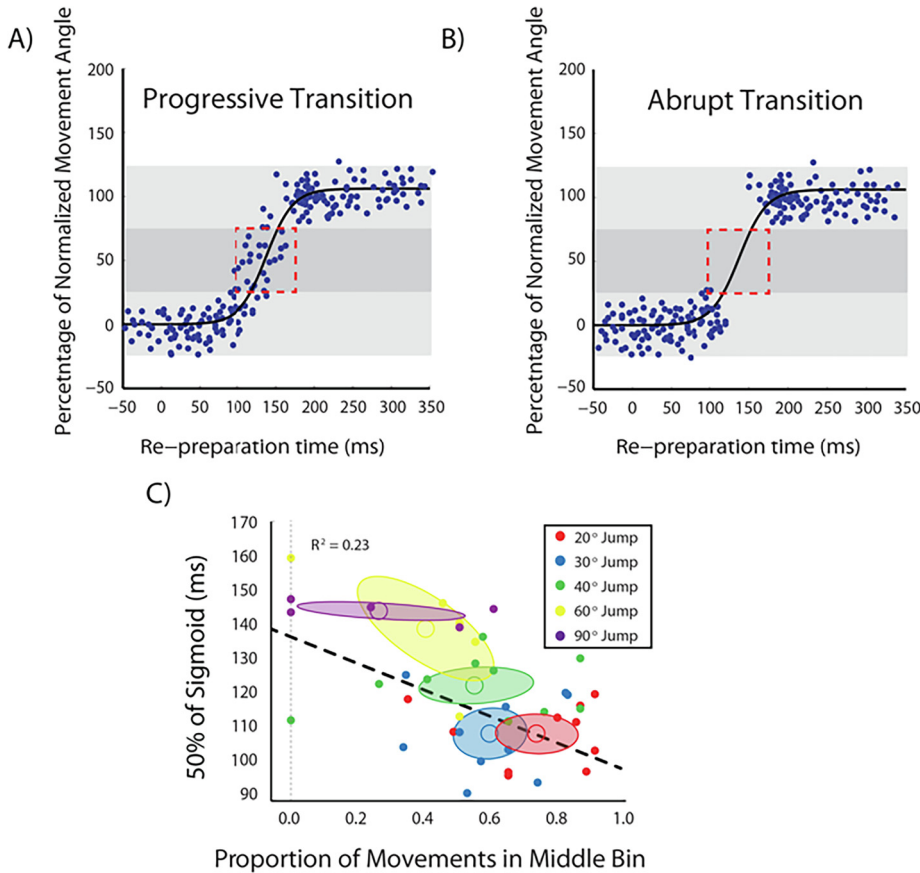 A)
Percetntage of Normalized Movement Angle
200
150
100
50
0
−50
Progressive Transition
−50 0 50 100 150 200 250 300 350
Re−preparation time (ms)
B)
Percetntage of Normalized Movement Angle
200
150
100
50
0
−50
Abrupt Transition
−50 0 50 100 150 200 250 300 350
Re−preparation time (ms)
C)
50% of Sigmoid (ms)
170
160
150
140
130
120
110
100
90
R² = 0.23
20° Jump
30° Jump
40° Jump
60° Jump
90° Jump
0.0 0.2 0.4 0.6 0.8 1.0
Proportion of Movements in Middle Bin